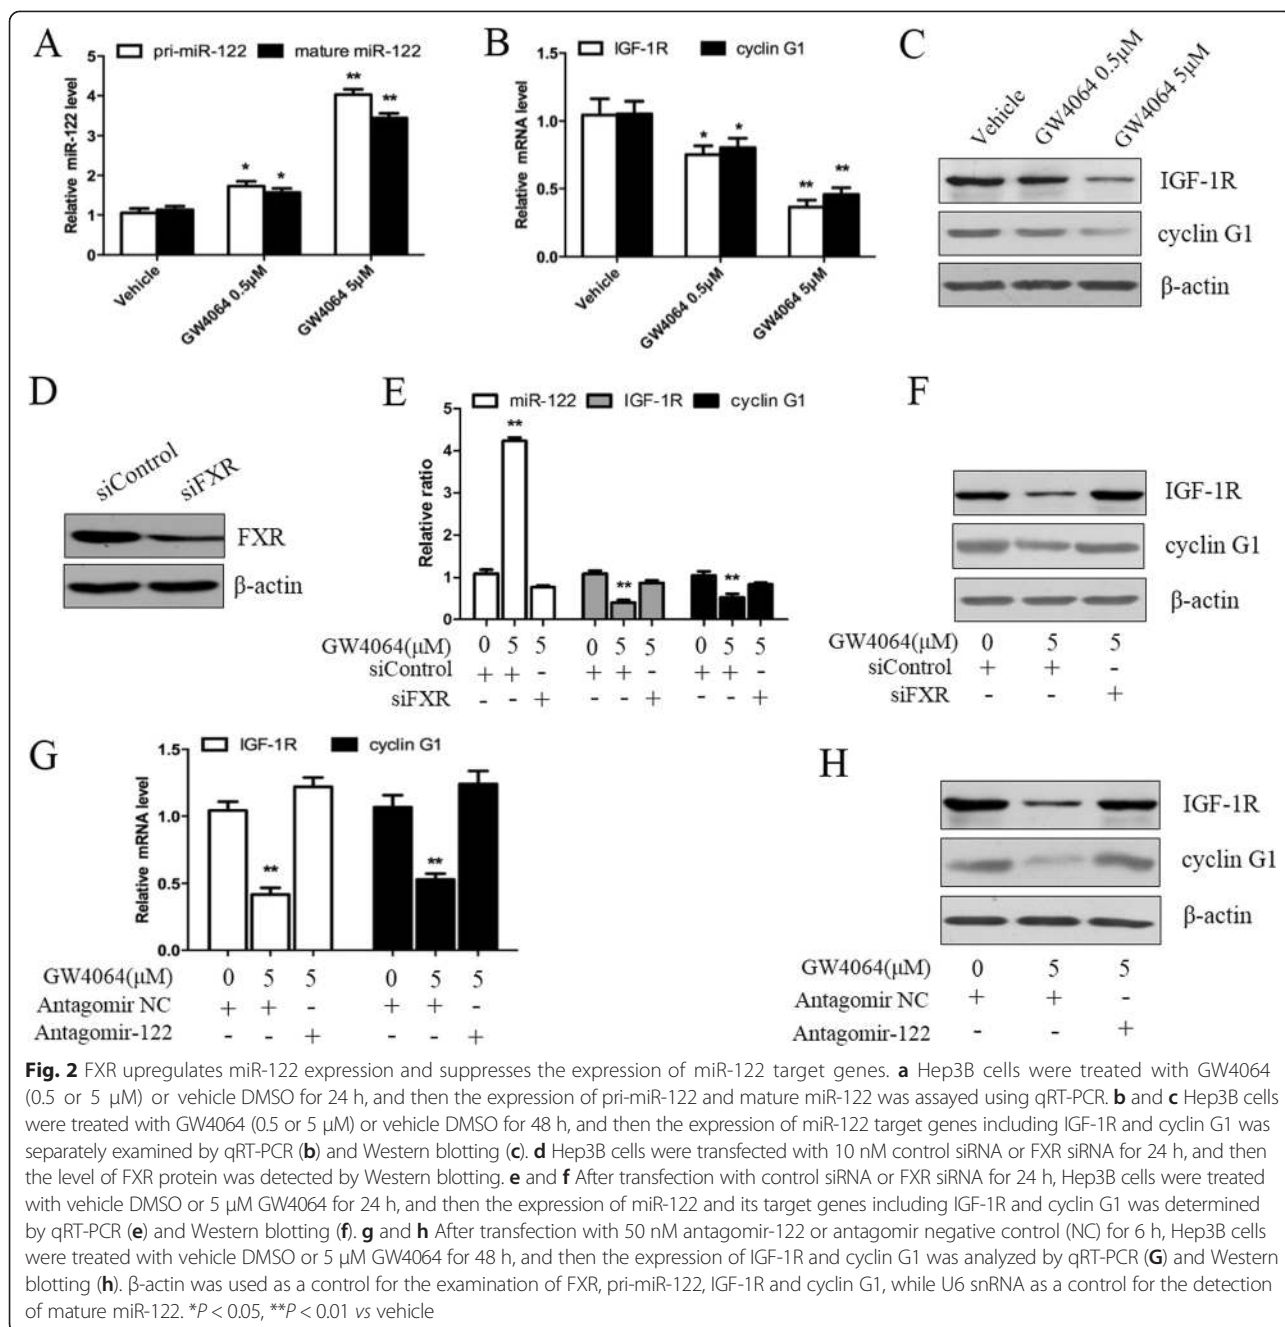 A
pri-miR-122 mature miR-122
Relative miR-122 level
5
4
3
2
1
0
** **
* *
Vehicle
GW4064 0.5µM
GW4064 5µM
B
IGF-1R cyclin G1
Relative mRNA level
1.5
1.0
0.5
0.0
* *
** **
Vehicle
GW4064 0.5µM
GW4064 5µM
C
Vehicle
GW4064 0.5µM
GW4064 5µM
IGF-1R
cyclin G1
β-actin
D
siControl
siFXR
FXR
β-actin
E
miR-122 IGF-1R cyclin G1
Relative ratio
5
4
3
2
1
0
** ** **
GW4064(µM) 0 5 5 0 5 5 0 5 5
siControl + + - + + - + + -
siFXR - - + - - + - - +
F
IGF-1R
cyclin G1
β-actin
GW4064(µM) 0 5 5
siControl + + -
siFXR - - +
G
IGF-1R cyclin G1
Relative mRNA level
1.5
1.0
0.5
0.0
** **
GW4064(µM) 0 5 5 0 5 5
Antagomir NC + + - + + -
Antagomir-122 - - + - - +
H
IGF-1R
cyclin G1
β-actin
GW4064(µM) 0 5 5
Antagomir NC + + -
Antagomir-122 - - +
Fig. 2 FXR upregulates miR-122 expression and suppresses the expression of miR-122 target genes. a Hep3B cells were treated with GW4064
(0.5 or 5 µM) or vehicle DMSO for 24 h, and then the expression of pri-miR-122 and mature miR-122 was assayed using qRT-PCR. b and c Hep3B cells
were treated with GW4064 (0.5 or 5 µM) or vehicle DMSO for 48 h, and then the expression of miR-122 target genes including IGF-1R and cyclin G1 was
separately examined by qRT-PCR (b) and Western blotting (c). d Hep3B cells were transfected with 10 nM control siRNA or FXR siRNA for 24 h, and then
the level of FXR protein was detected by Western blotting. e and f After transfection with control siRNA or FXR siRNA for 24 h, Hep3B cells were treated
with vehicle DMSO or 5 µM GW4064 for 24 h, and then the expression of miR-122 and its target genes including IGF-1R and cyclin G1 was determined
by qRT-PCR (e) and Western blotting (f). g and h After transfection with 50 nM antagomir-122 or antagomir negative control (NC) for 6 h, Hep3B cells
were treated with vehicle DMSO or 5 µM GW4064 for 48 h, and then the expression of IGF-1R and cyclin G1 was analyzed by qRT-PCR (G) and Western
blotting (h). β-actin was used as a control for the examination of FXR, pri-miR-122, IGF-1R and cyclin G1, while U6 snRNA as a control for the detection
of mature miR-122. *P < 0.05, **P < 0.01 vs vehicle